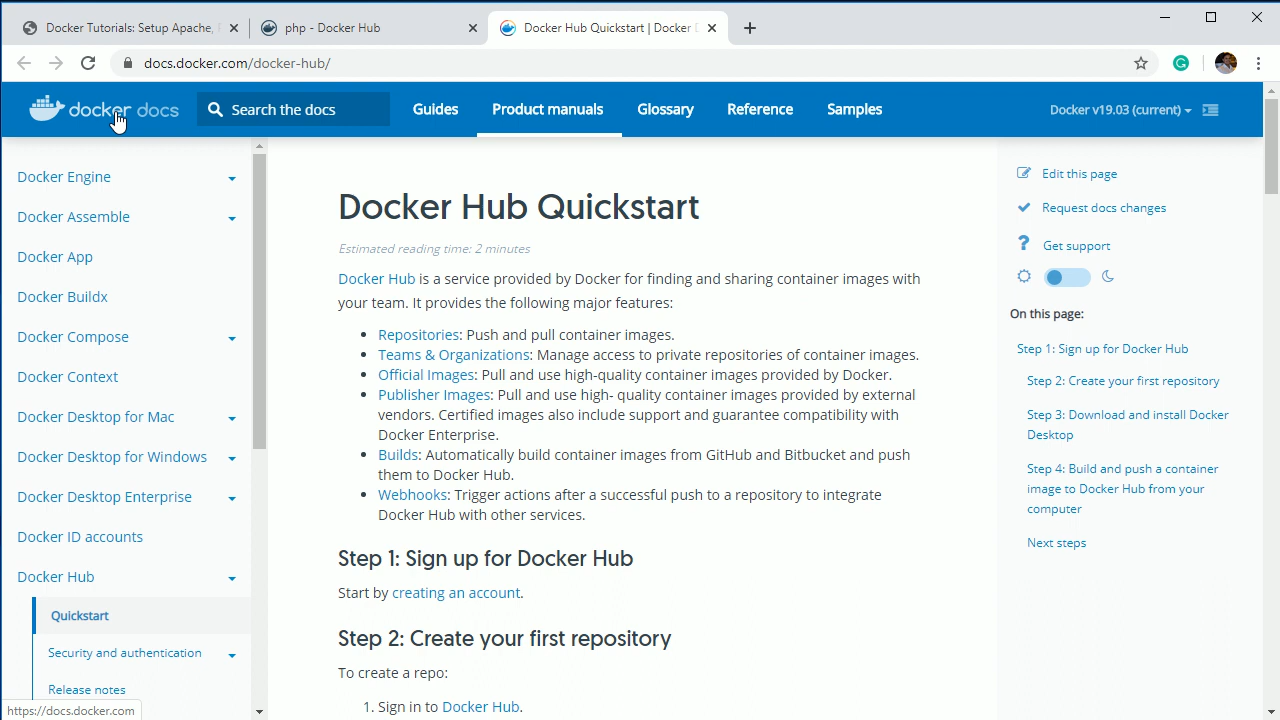 Docker Tutorials: Setup Apache,
php - Docker Hub
Docker Hub Quickstart | Docker
docs.docker.com/docker-hub/
docker docs
Search the docs
Guides
Product manuals
Glossary
Reference
Samples
Docker v19.03 (current)
Docker Engine
Docker Assemble
Docker App
Docker Buildx
Docker Compose
Docker Context
Docker Desktop for Mac
Docker Desktop for Windows
Docker Desktop Enterprise
Docker ID accounts
Docker Hub
Quickstart
Security and authentication
Release notes
https://docs.docker.com
Docker Hub Quickstart
Estimated reading time: 2 minutes
Docker Hub is a service provided by Docker for finding and sharing container images with
your team. It provides the following major features:
• Repositories: Push and pull container images.
• Teams & Organizations: Manage access to private repositories of container images.
• Official Images: Pull and use high-quality container images provided by Docker.
• Publisher Images: Pull and use high- quality container images provided by external
vendors. Certified images also include support and guarantee compatibility with
Docker Enterprise.
• Builds: Automatically build container images from GitHub and Bitbucket and push
them to Docker Hub.
• Webhooks: Trigger actions after a successful push to a repository to integrate
Docker Hub with other services.
Step 1: Sign up for Docker Hub
Start by creating an account.
Step 2: Create your first repository
To create a repo:
1. Sign in to Docker Hub.
Edit this page
Request docs changes
Get support
On this page:
Step 1: Sign up for Docker Hub
Step 2: Create your first repository
Step 3: Download and install Docker
Desktop
Step 4: Build and push a container
image to Docker Hub from your
computer
Next steps